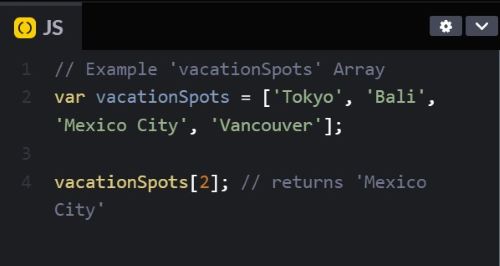 JS
1 // Example 'vacationSpots' Array
2 var vacationSpots = ['Tokyo', 'Bali',
'Mexico City', 'Vancouver'];
3
4 vacationSpots[2]; // returns 'Mexico
City'